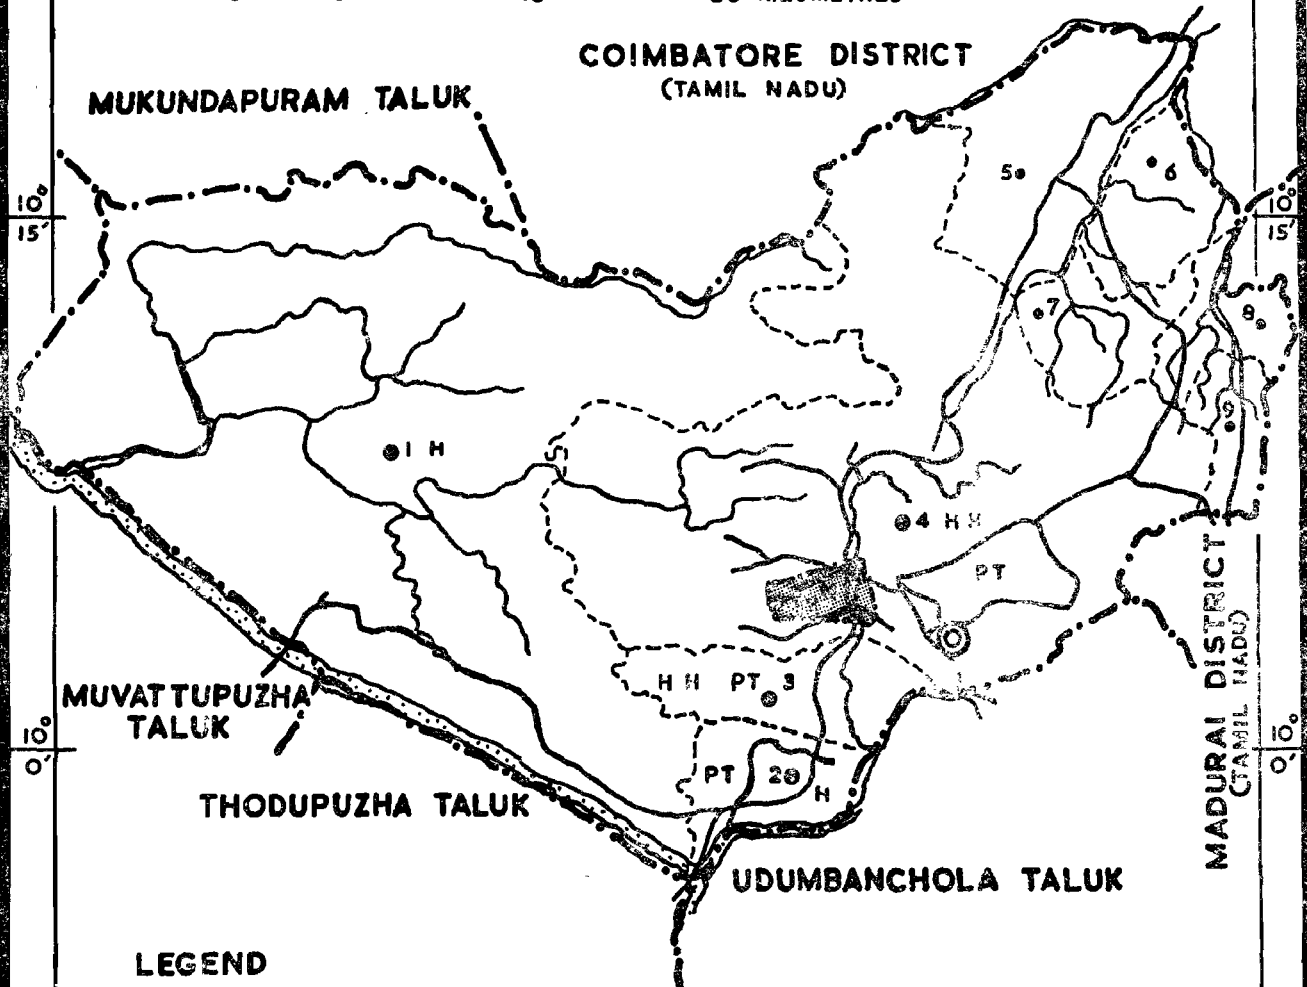 COIMBATORE DISTRICT
(TAMIL NADU)
MUKUNDAPURAM TALUK
5
6
10°
15'
10°
15'
7
8
9
1 H
4 H H
PT
H H PT 3
MUVATTUPUZHA
TALUK
10°
0'
PT 2
H
10°
0'
MADURAI DISTRICT
(TAMIL NADU)
THODUPUZHA TALUK
UDUMBANCHOLA TALUK
LEGEND